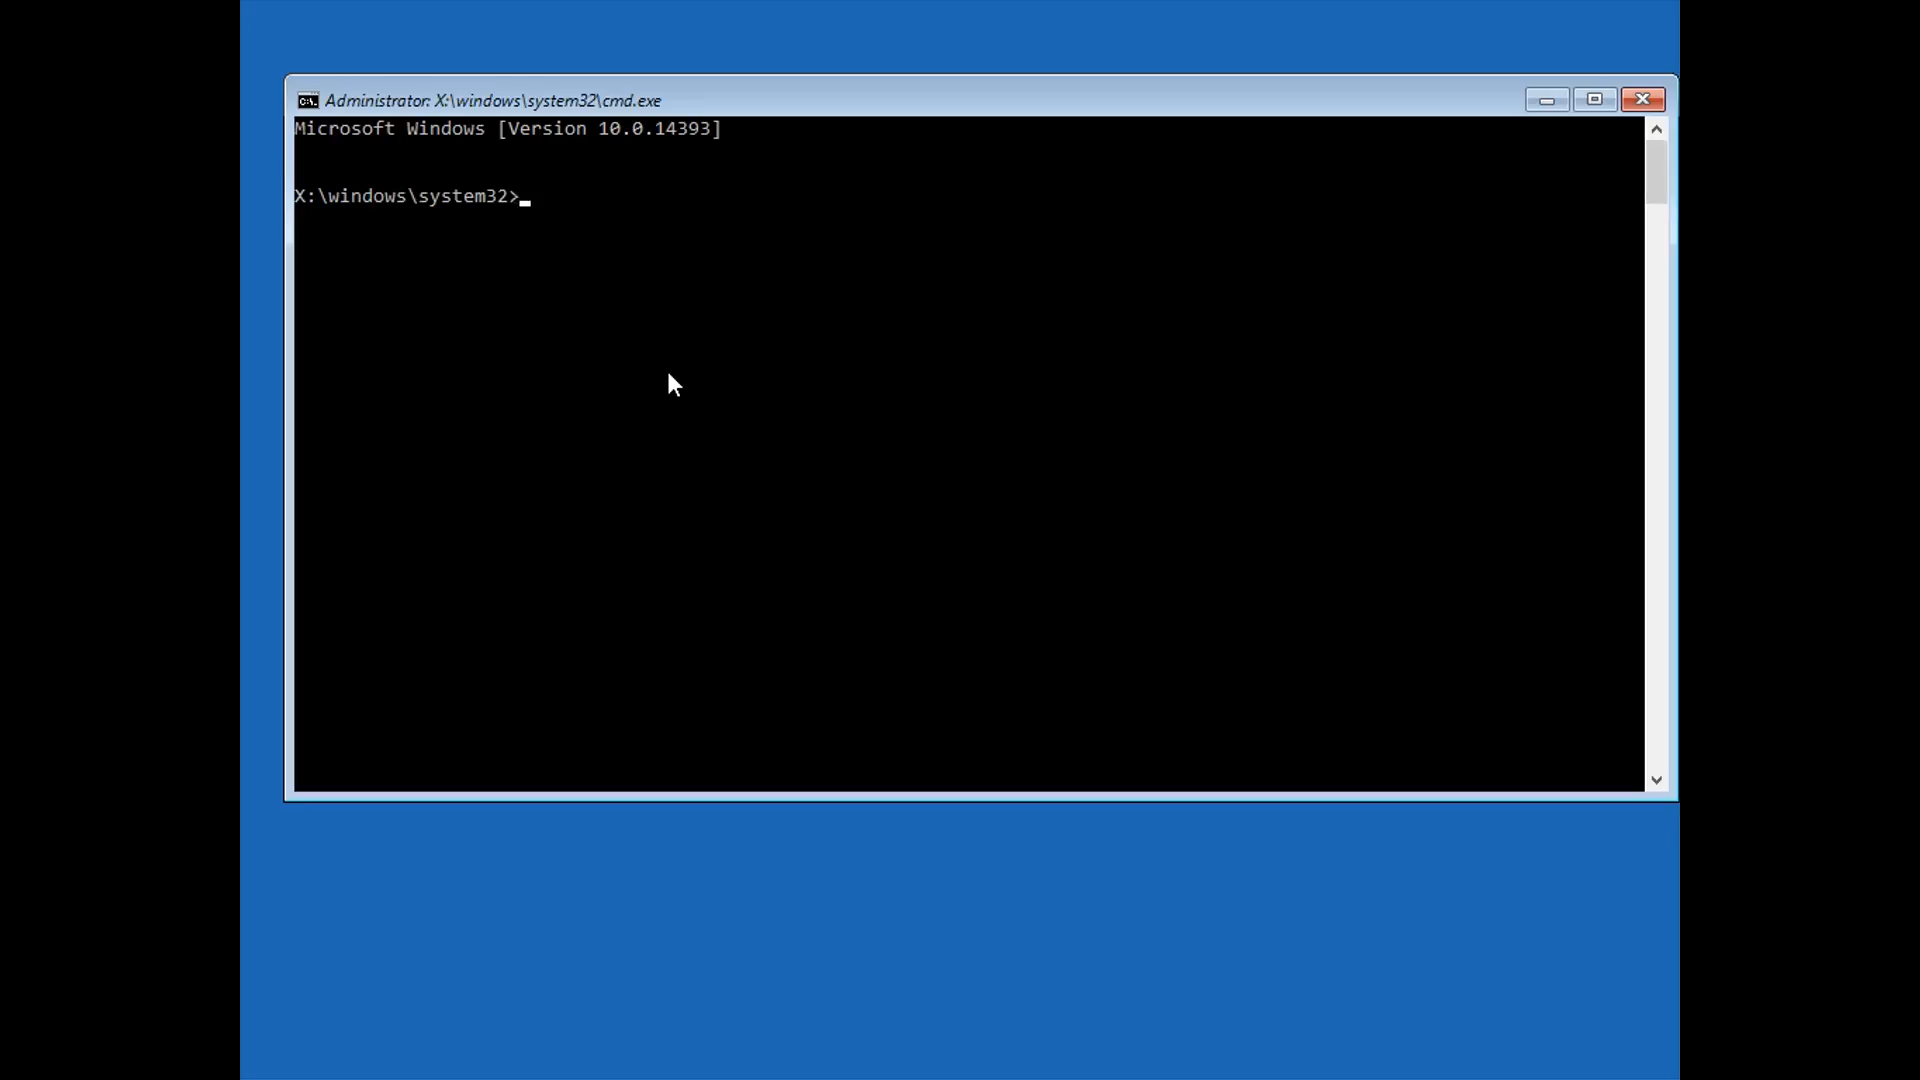 Administrator: X:\windows\system32\cmd.exe
Microsoft Windows [Version 10.0.14393]
X:\windows\system32>